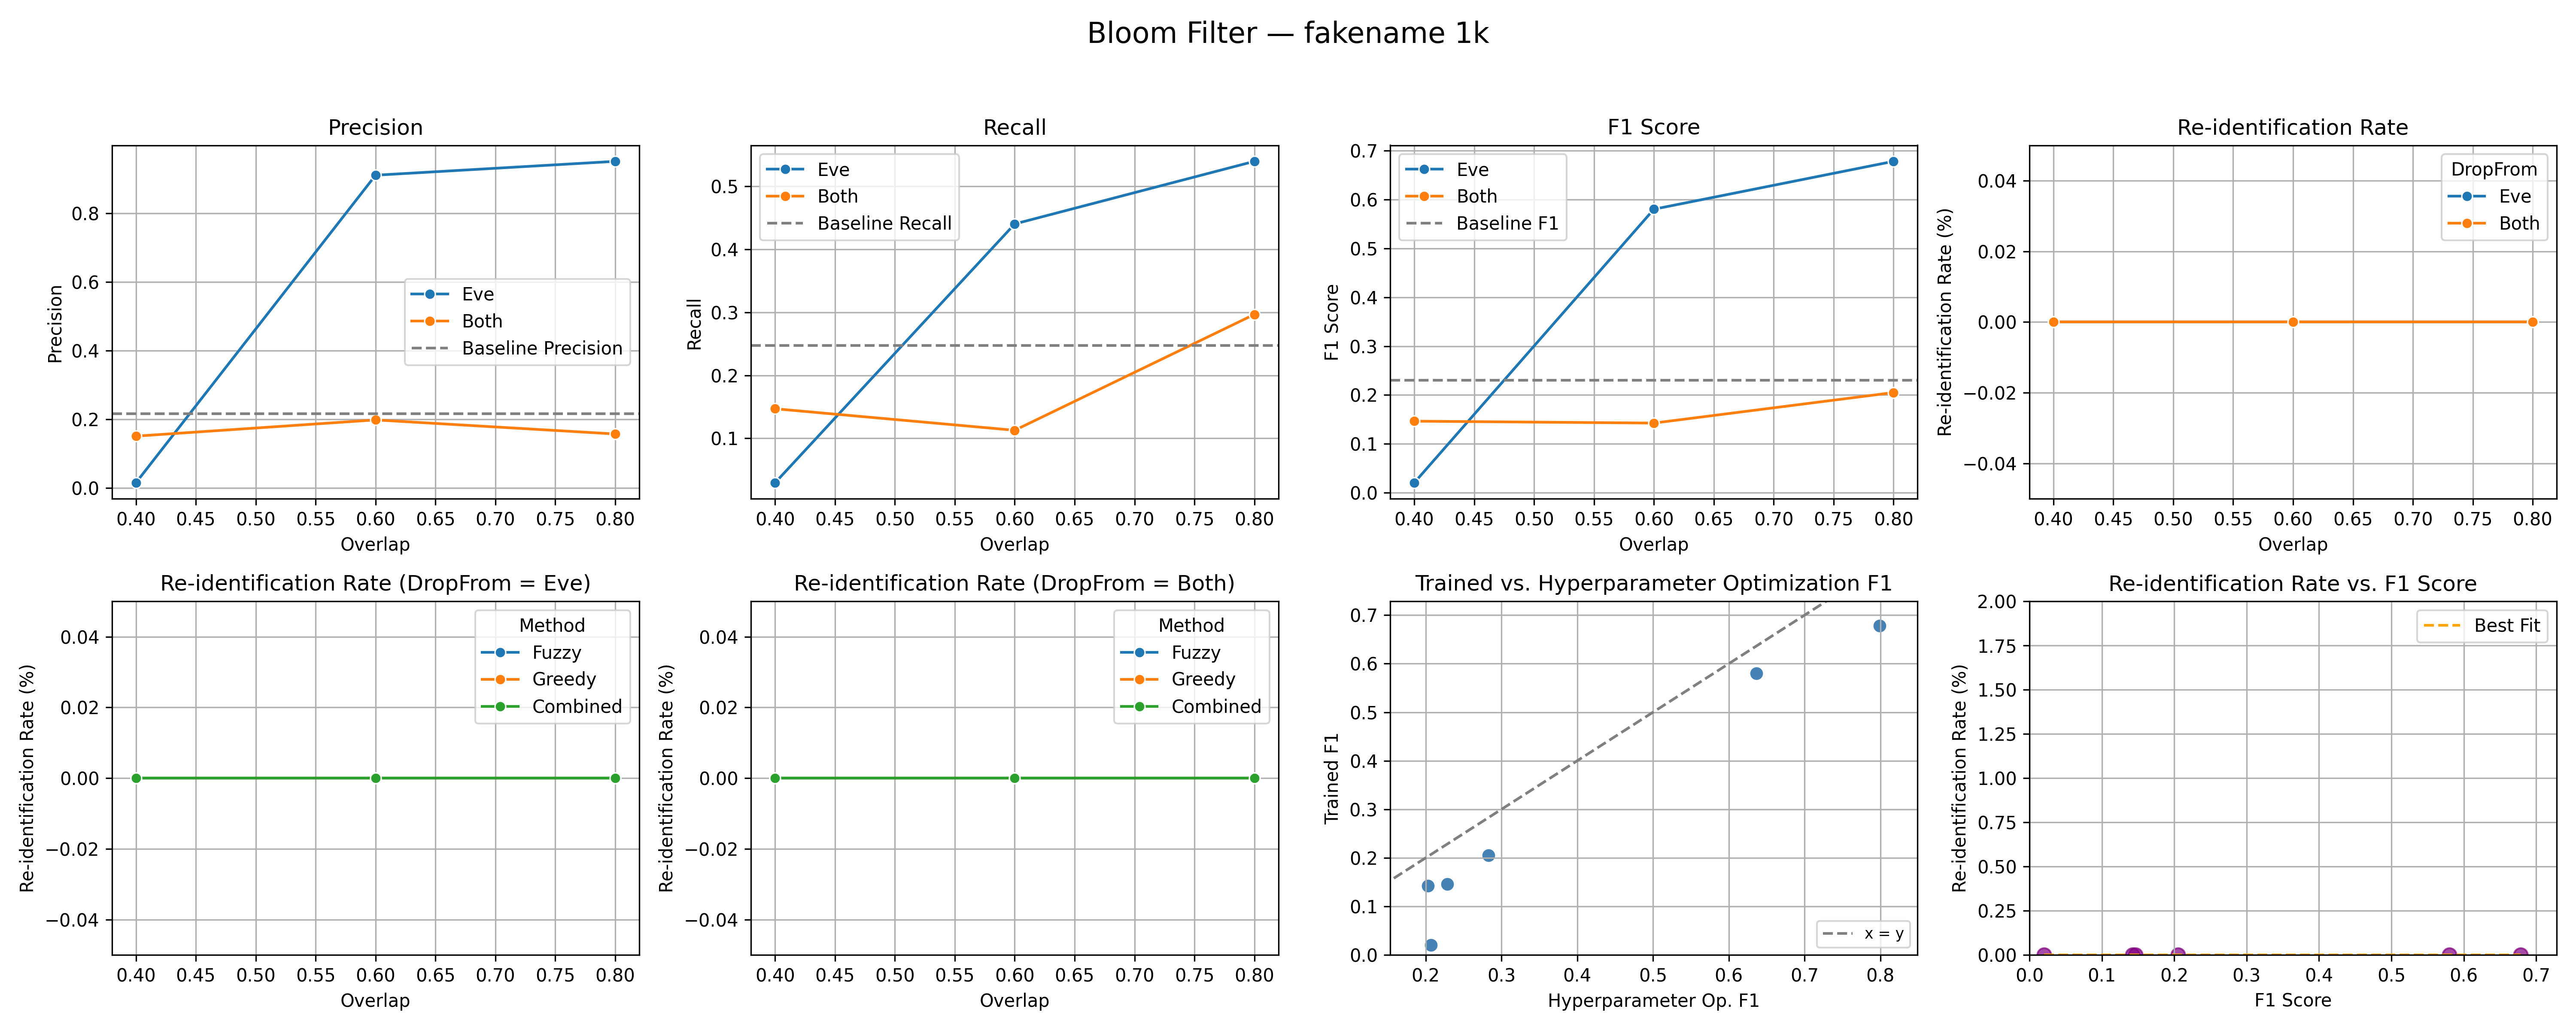 Bloom Filter — fakename 1k
Precision
Precision
0.8
0.6
0.4
0.2
0.0
Eve
Both
Baseline Precision
0.40 0.45 0.50 0.55 0.60 0.65 0.70 0.75 0.80
Overlap
Recall
Recall
0.5
0.4
0.3
0.2
0.1
Eve
Both
Baseline Recall
0.40 0.45 0.50 0.55 0.60 0.65 0.70 0.75 0.80
Overlap
F1 Score
F1 Score
0.7
0.6
0.5
0.4
0.3
0.2
0.1
0.0
Eve
Both
Baseline F1
0.40 0.45 0.50 0.55 0.60 0.65 0.70 0.75 0.80
Overlap
Re-identification Rate
Re-identification Rate (%)
0.04
0.02
0.00
−0.02
−0.04
DropFrom
Eve
Both
0.40 0.45 0.50 0.55 0.60 0.65 0.70 0.75 0.80
Overlap
Re-identification Rate (DropFrom = Eve)
Re-identification Rate (%)
0.04
0.02
0.00
−0.02
−0.04
Method
Fuzzy
Greedy
Combined
0.40 0.45 0.50 0.55 0.60 0.65 0.70 0.75 0.80
Overlap
Re-identification Rate (DropFrom = Both)
Re-identification Rate (%)
0.04
0.02
0.00
−0.02
−0.04
Method
Fuzzy
Greedy
Combined
0.40 0.45 0.50 0.55 0.60 0.65 0.70 0.75 0.80
Overlap
Trained vs. Hyperparameter Optimization F1
Trained F1
0.7
0.6
0.5
0.4
0.3
0.2
0.1
0.0
x = y
0.2 0.3 0.4 0.5 0.6 0.7 0.8
Hyperparameter Op. F1
Re-identification Rate vs. F1 Score
Re-identification Rate (%)
2.00
1.75
1.50
1.25
1.00
0.75
0.50
0.25
0.00
Best Fit
0.0 0.1 0.2 0.3 0.4 0.5 0.6 0.7
F1 Score